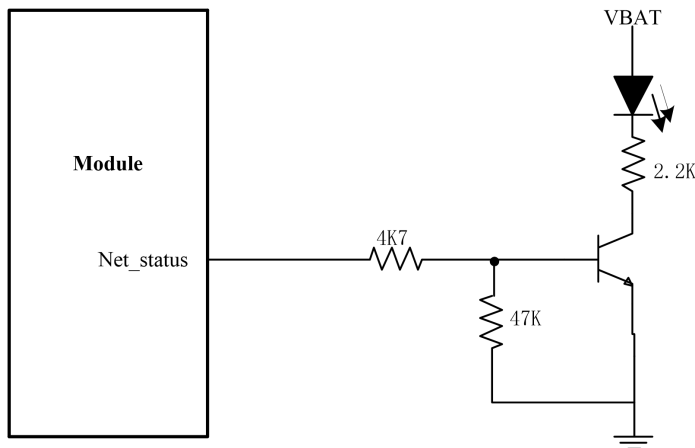 VBAT
Module
2.2K
4K7
Net_status
47K